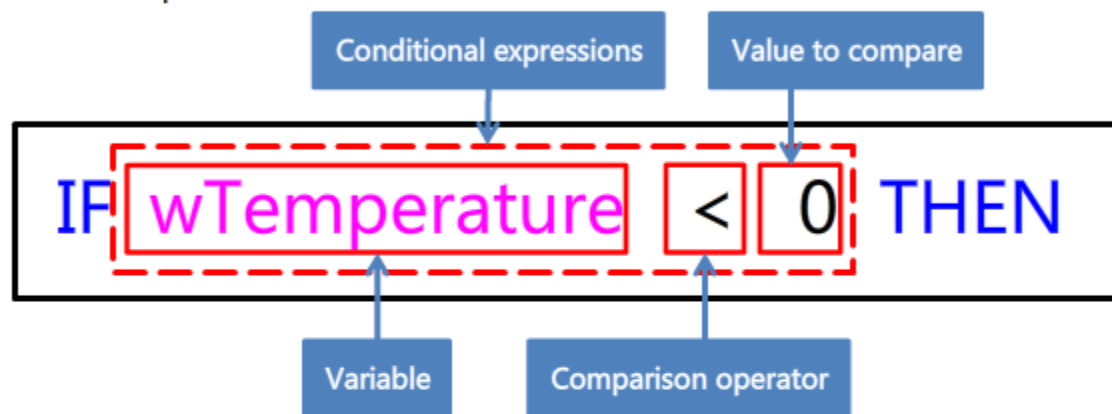 Conditional expressions
Value to compare
IF wTemperature < 0 THEN
Variable
Comparison operator